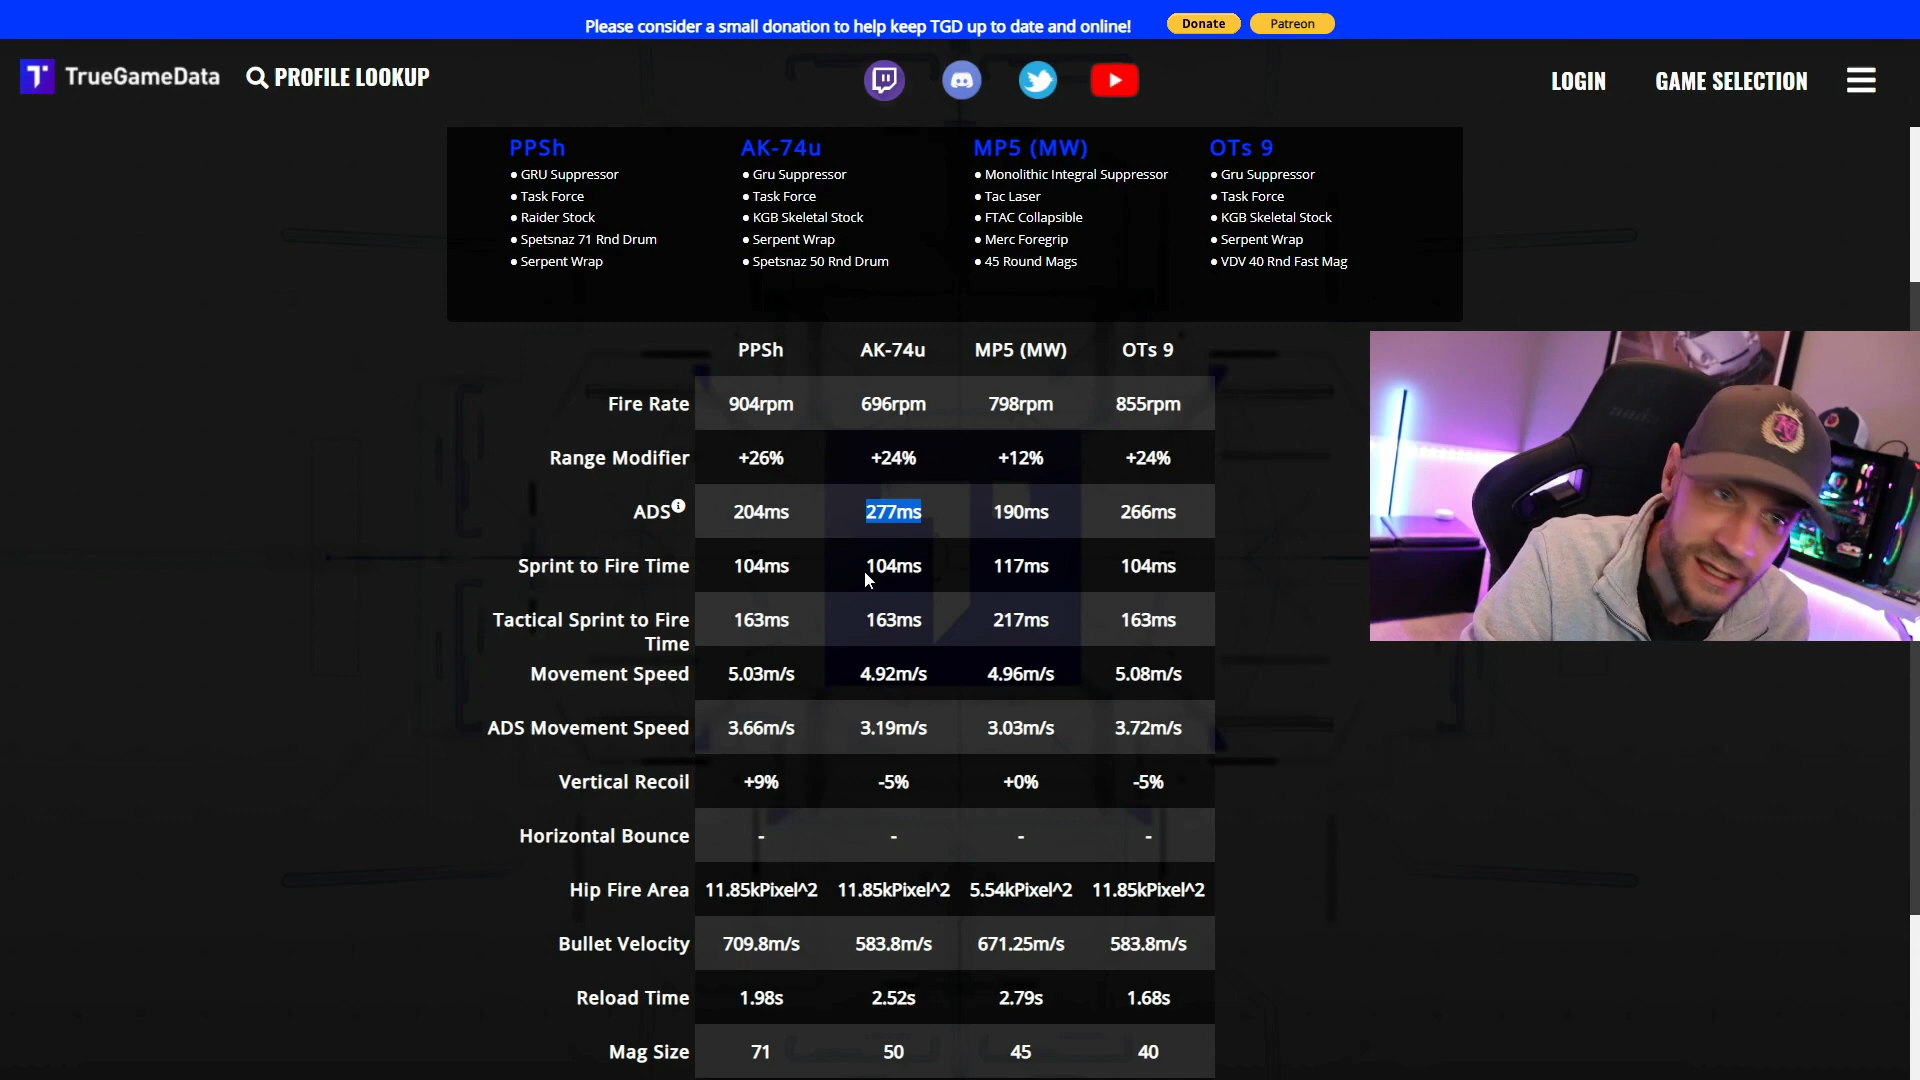 Please consider a small donation to help keep TGD up to date and online! Donate Patreon
TrueGameData PROFILE LOOKUP LOGIN GAME SELECTION
PPSh AK-74u MP5 (MW) OTs 9
• GRU Suppressor • Gru Suppressor • Monolithic Integral Suppressor • Gru Suppressor
• Task Force • Task Force • Tac Laser • Task Force
• Raider Stock • KGB Skeletal Stock • FTAC Collapsible • KGB Skeletal Stock
• Spetsnaz 71 Rnd Drum • Serpent Wrap • Merc Foregrip • Serpent Wrap
• Serpent Wrap • Spetsnaz 50 Rnd Drum • 45 Round Mags • VDV 40 Rnd Fast Mag
PPSh AK-74u MP5 (MW) OTs 9
Fire Rate 904rpm 696rpm 798rpm 855rpm
Range Modifier +26% +24% +12% +24%
ADS 204ms 277ms 190ms 266ms
Sprint to Fire Time 104ms 104ms 117ms 104ms
Tactical Sprint to Fire 163ms 163ms 217ms 163ms
Time
Movement Speed 5.03m/s 4.92m/s 4.96m/s 5.08m/s
ADS Movement Speed 3.66m/s 3.19m/s 3.03m/s 3.72m/s
Vertical Recoil +9% -5% +0% -5%
Horizontal Bounce - - - -
Hip Fire Area 11.85kPixel^2 11.85kPixel^2 5.54kPixel^2 11.85kPixel^2
Bullet Velocity 709.8m/s 583.8m/s 671.25m/s 583.8m/s
Reload Time 1.98s 2.52s 2.79s 1.68s
Mag Size 71 50 45 40